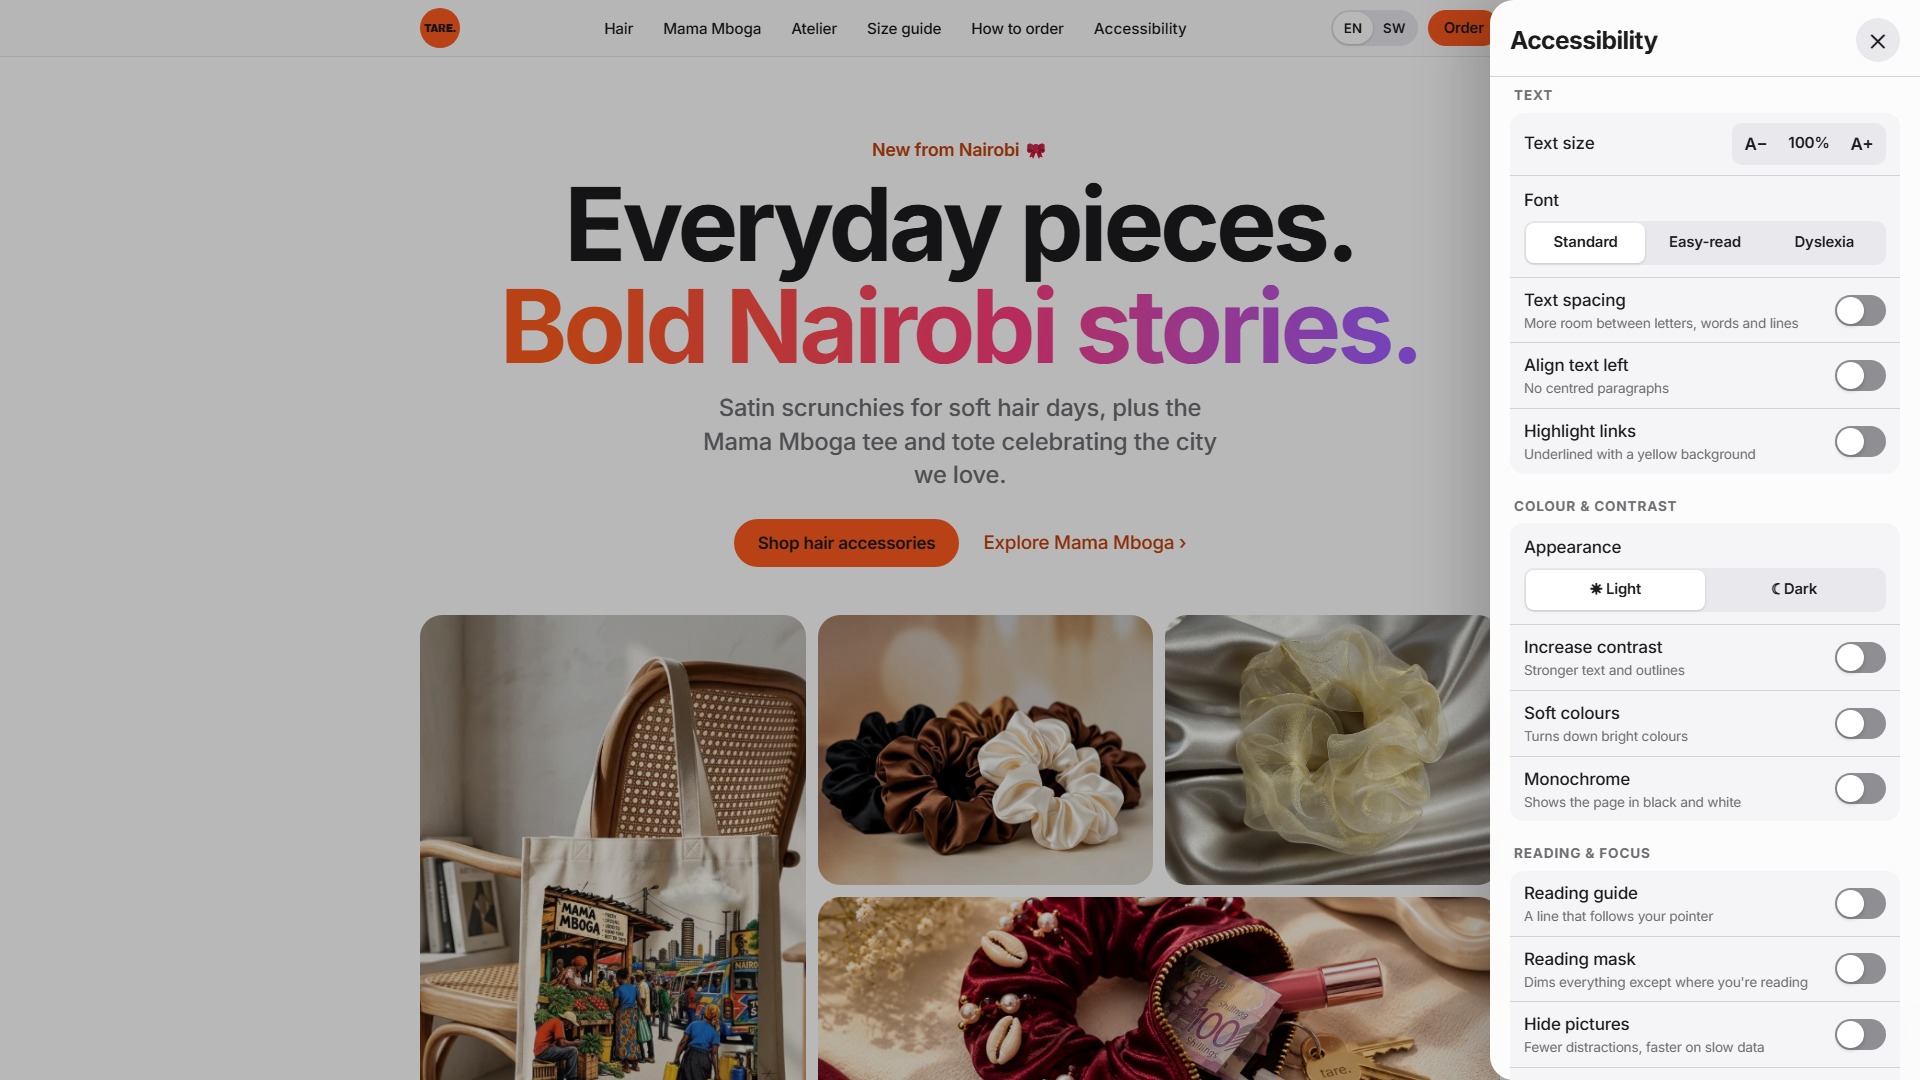 TARE.
Hair
Mama Mboga
Atelier
Size guide
How to order
Accessibility
EN
SW
Order
New from Nairobi
Everyday pieces.
Bold Nairobi stories.
Satin scrunchies for soft hair days, plus the
Mama Mboga tee and tote celebrating the city
we love.
Shop hair accessories
Explore Mama Mboga ›
MAMA
MBOGA
NAIRO
Kenya
Shillings
100
Shillings
tare.
Accessibility
TEXT
Text size
A−
100%
A+
Font
Standard
Easy-read
Dyslexia
Text spacing
More room between letters, words and lines
Align text left
No centred paragraphs
Highlight links
Underlined with a yellow background
COLOUR & CONTRAST
Appearance
Light
Dark
Increase contrast
Stronger text and outlines
Soft colours
Turns down bright colours
Monochrome
Shows the page in black and white
READING & FOCUS
Reading guide
A line that follows your pointer
Reading mask
Dims everything except where you're reading
Hide pictures
Fewer distractions, faster on slow data